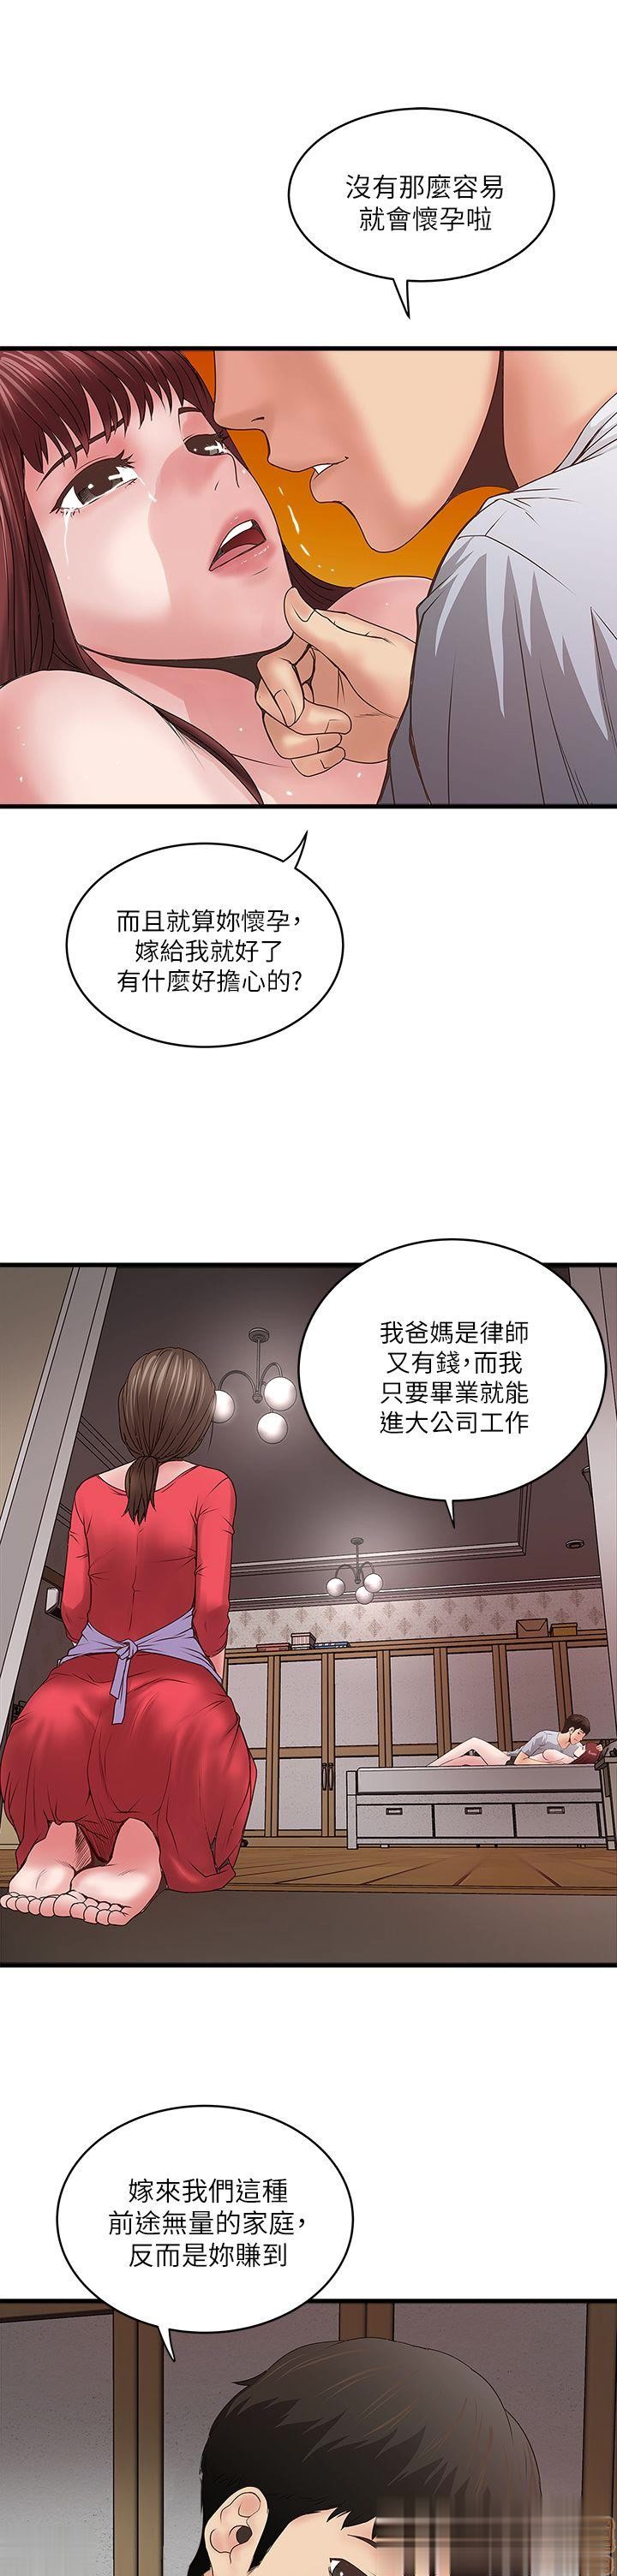 沒有那麼容易
就會懷孕啦
而且就算妳懷孕，
嫁給我就好了
有什麼好擔心的？
我爸媽是律師
又有錢，而我
只要畢業就能
進大公司工作
嫁來我們這種
前途無量的家庭，
反而是妳賺到